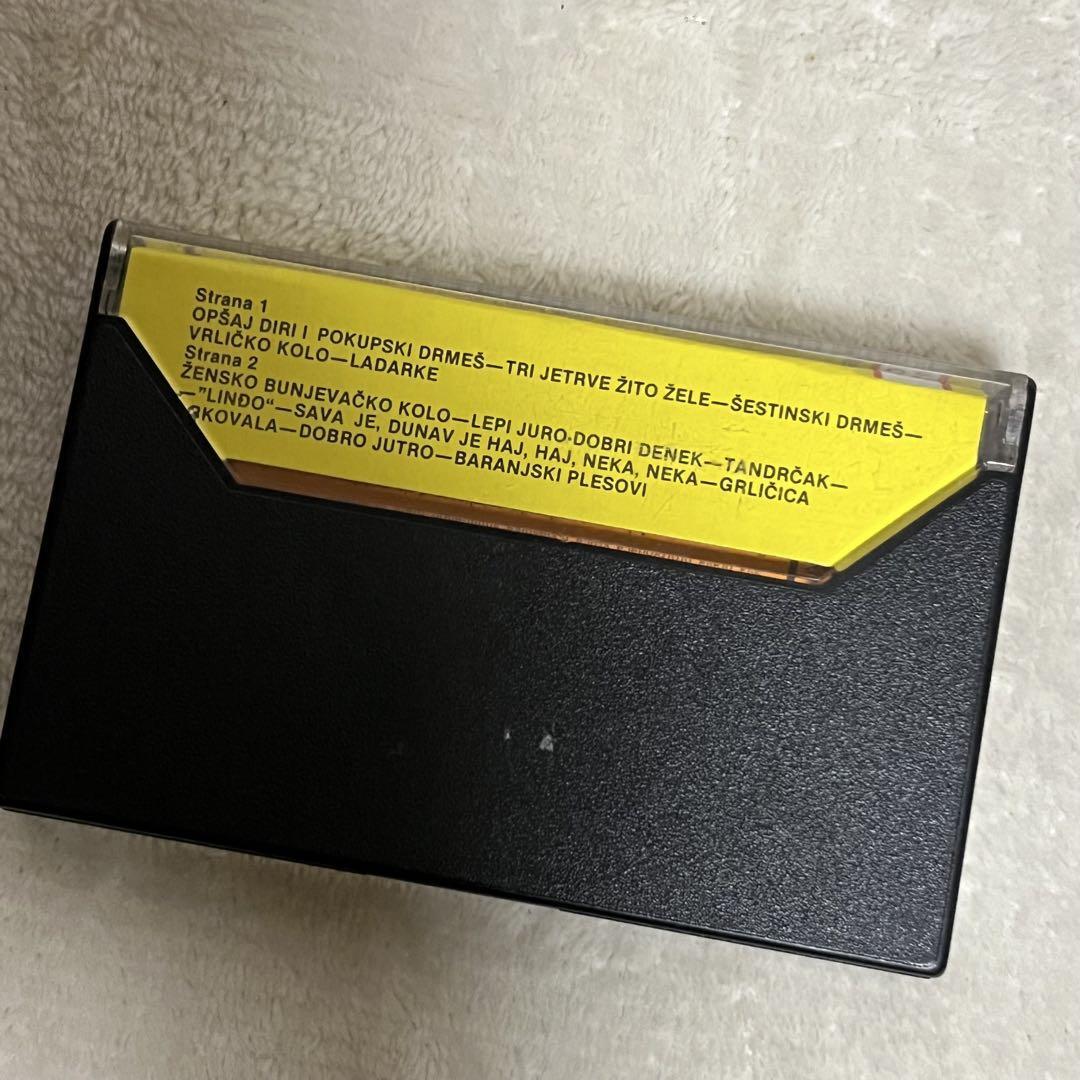 Strana 1
OPŠAJ DIRI I POKUPSKI DRMEŠ—TRI JETRVE ŽITO ŽELE—ŠESTINSKI DRMEŠ—
VRLIČKO KOLO—LADARKE
Strana 2
ŽENSKO BUNJEVAČKO KOLO—LEPI JURO-DOBRI DENEK—TANDRČAK—
—"LINĐO“—SAVA JE, DUNAV JE HAJ, HAJ, NEKA, NEKA—GRLIČICA
—DOBRO JUTRO—BARANJSKI PLESOVI